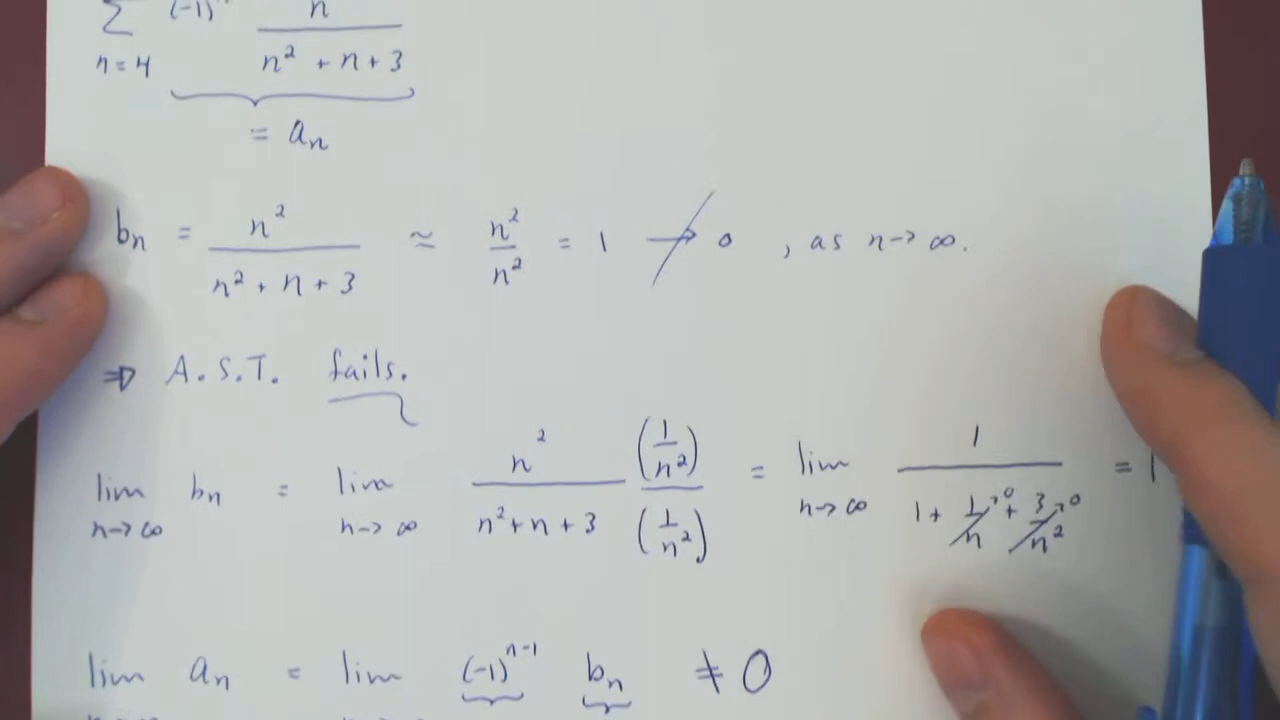 ∑ (-1)ⁿ n / (n² + n + 3)
n = 4
= aₙ
bₙ = n² / (n² + n + 3) ≈ n² / n² = 1 ↛ 0 , as n → ∞.
⇒ A.S.T. fails.
lim n→∞ bₙ = lim n→∞ n² (1/n²) / (n² + n + 3) (1/n²) = lim n→∞ 1 / (1 + 1/n →0 + 3/n² →0) = 1
lim aₙ = lim (-1)ⁿ⁻¹ bₙ ≠ 0